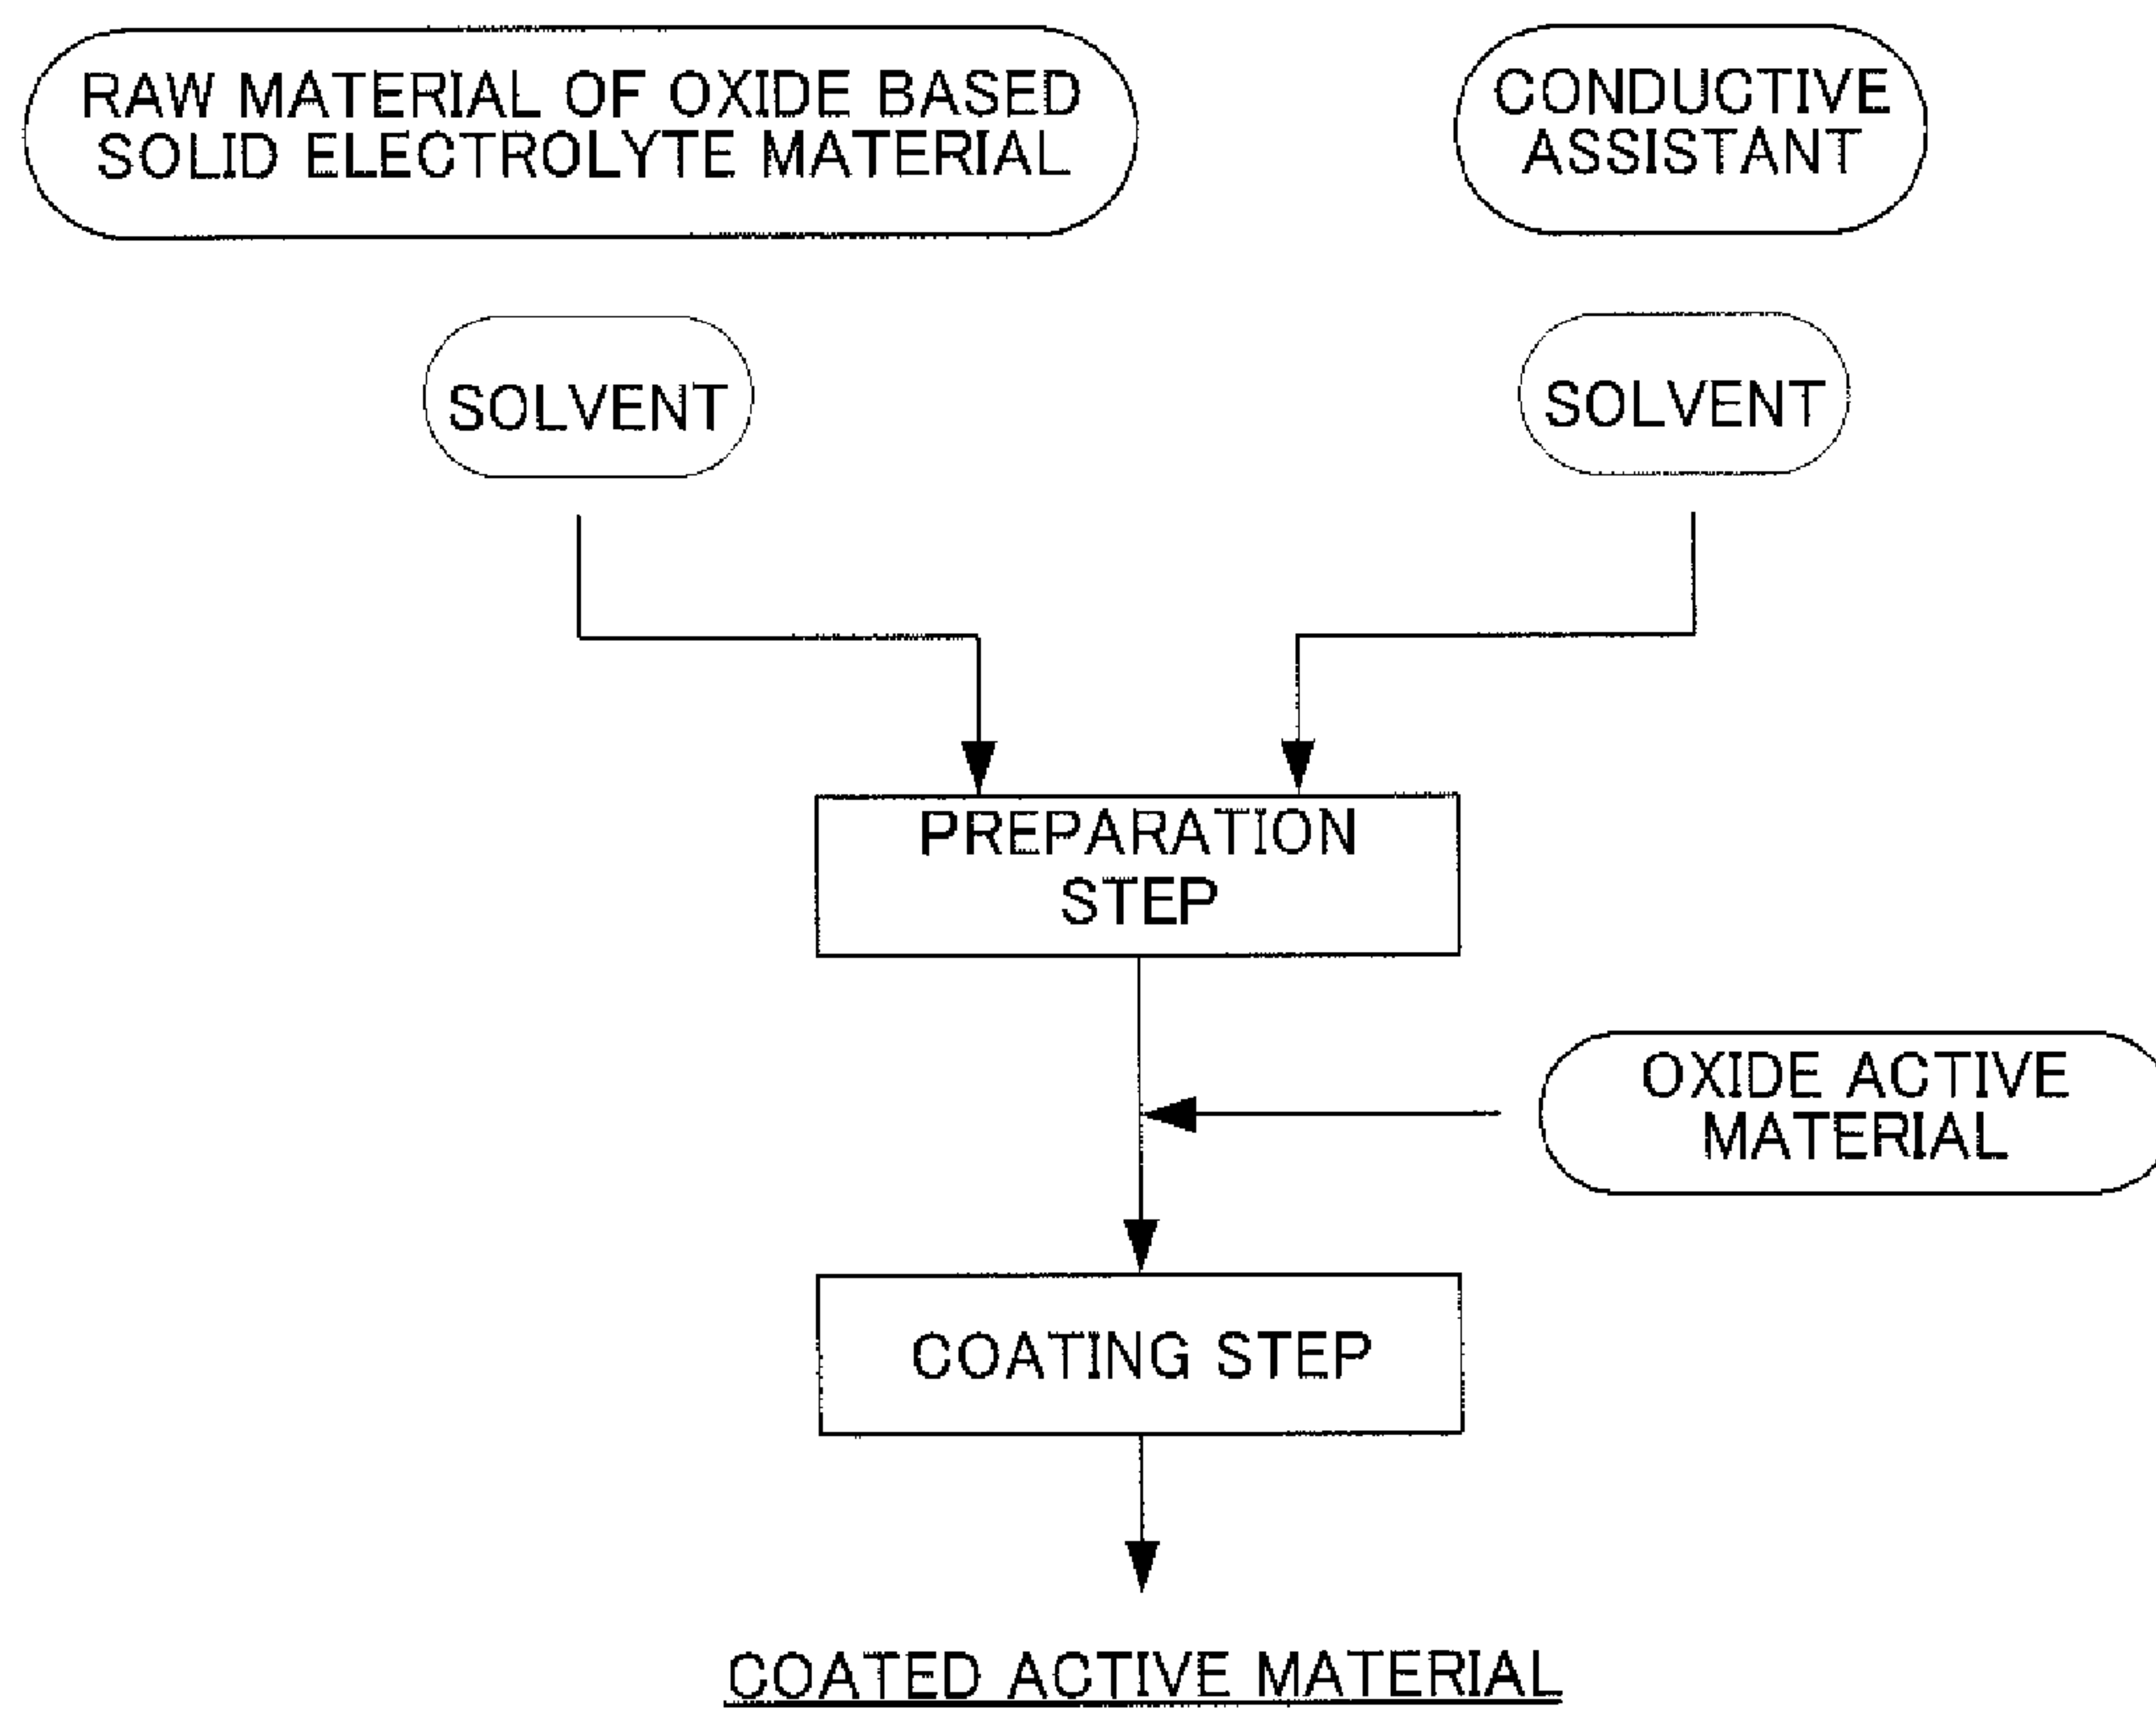 RAW MATERIAL OF OXIDE BASED
SOLID ELECTROLYTE MATERIAL
CONDUCTIVE
ASSISTANT
SOLVENT
SOLVENT
PREPARATION
STEP
OXIDE ACTIVE
MATERIAL
COATING STEP
COATED ACTIVE MATERIAL